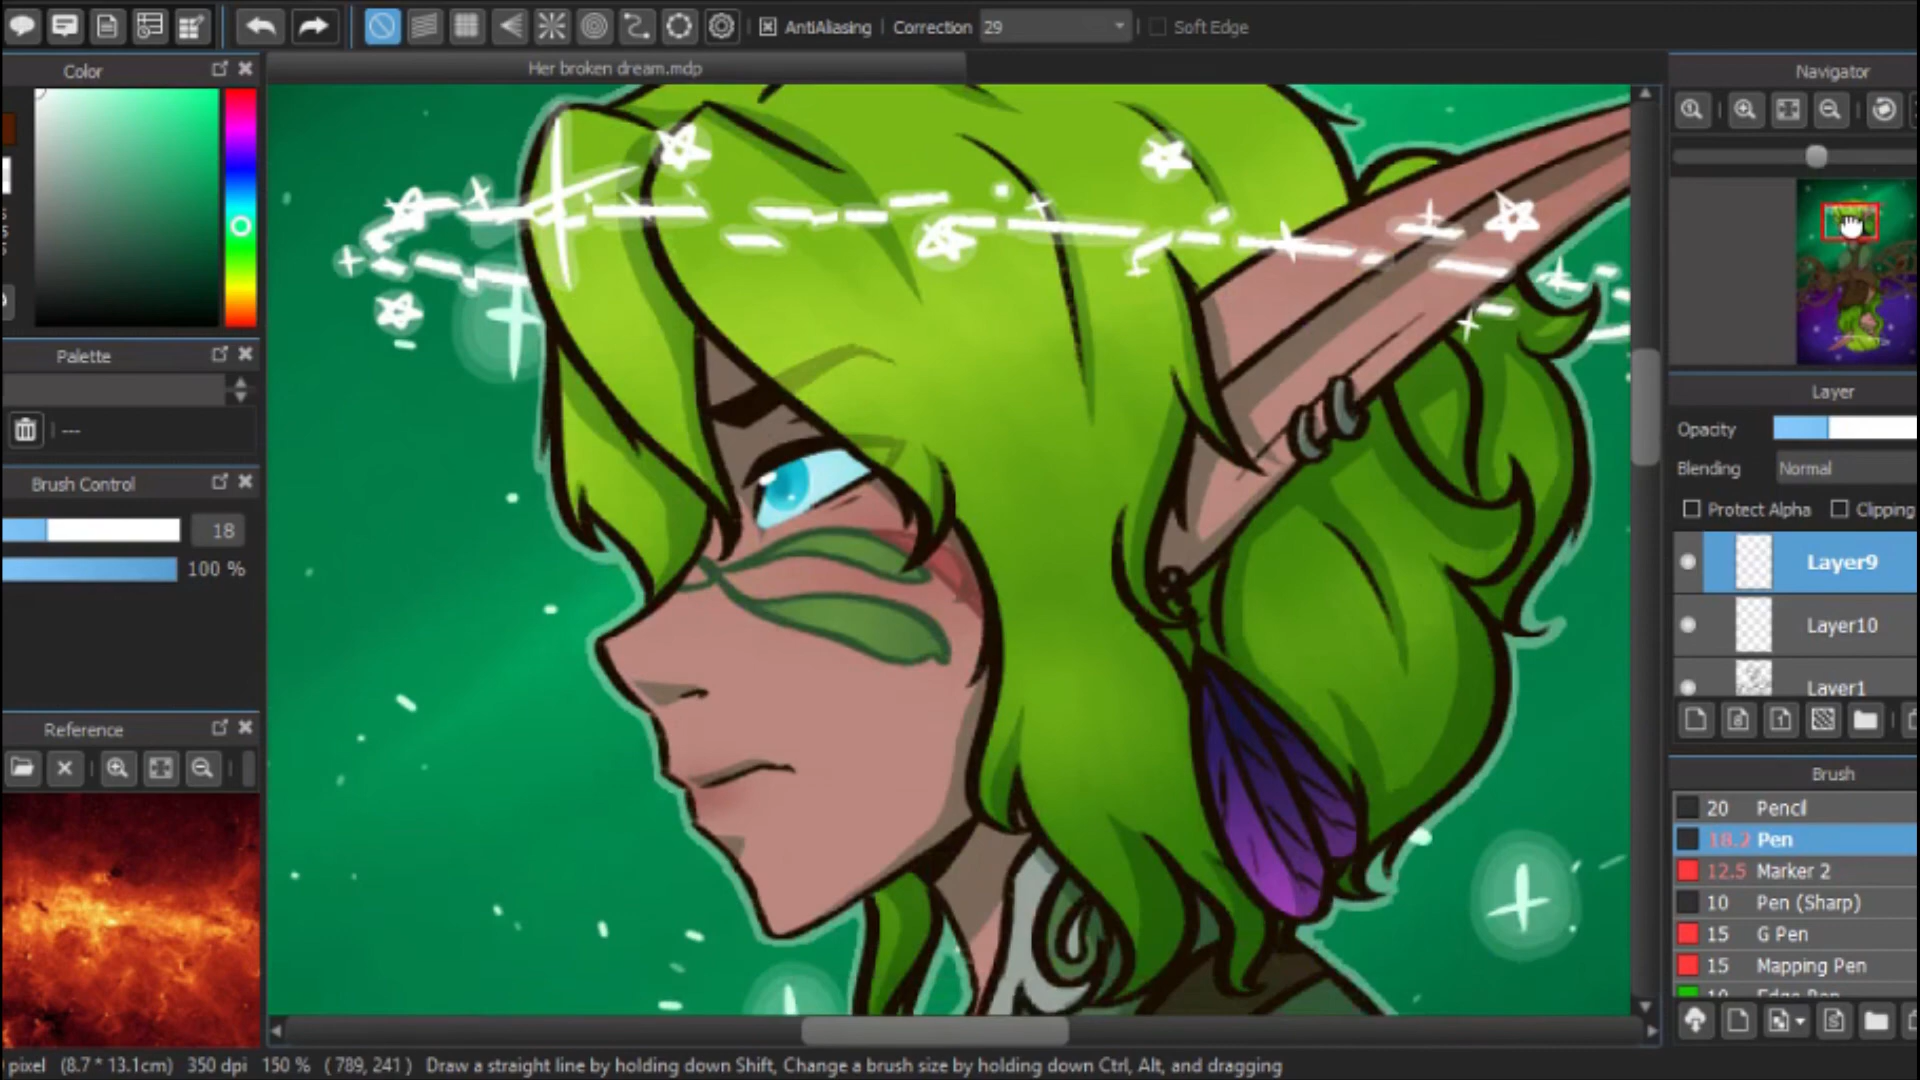 AntiAliasing
Correction 29
Soft Edge
Color
Her broken dream.mdp
Navigator
Palette
---
Layer
Opacity
Blending Normal
Protect Alpha Clipping
Brush Control
18
100 %
Layer9
Layer10
Layer1
Reference
Brush
20 Pencil
18.2 Pen
12.5 Marker 2
10 Pen (Sharp)
15 G Pen
15 Mapping Pen
10 Edge Pen
pixel (8.7 * 13.1cm) 350 dpi 150 % ( 789, 241 ) Draw a straight line by holding down Shift, Change a brush size by holding down Ctrl, Alt, and dragging